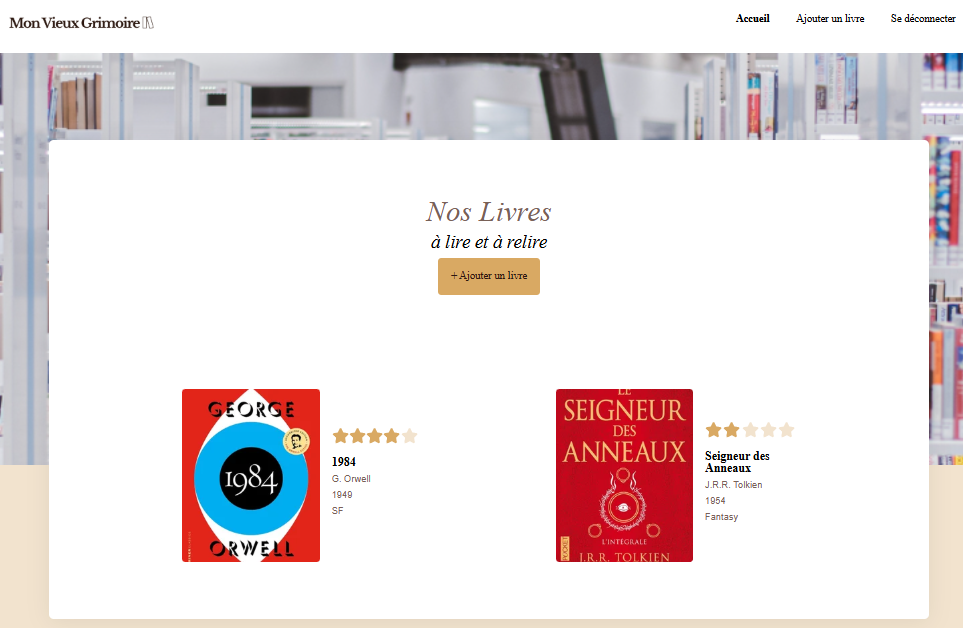 Mon Vieux Grimoire
Accueil
Ajouter un livre
Se déconnecter
Nos Livres
à lire et à relire
+ Ajouter un livre
GEORGE
1984
ORWELL
1984
G. Orwell
1949
SF
LE
SEIGNEUR
DES
ANNEAUX
L'INTÉGRALE
POCKET
J.R.R. TOLKIEN
Seigneur des
Anneaux
J.R.R. Tolkien
1954
Fantasy